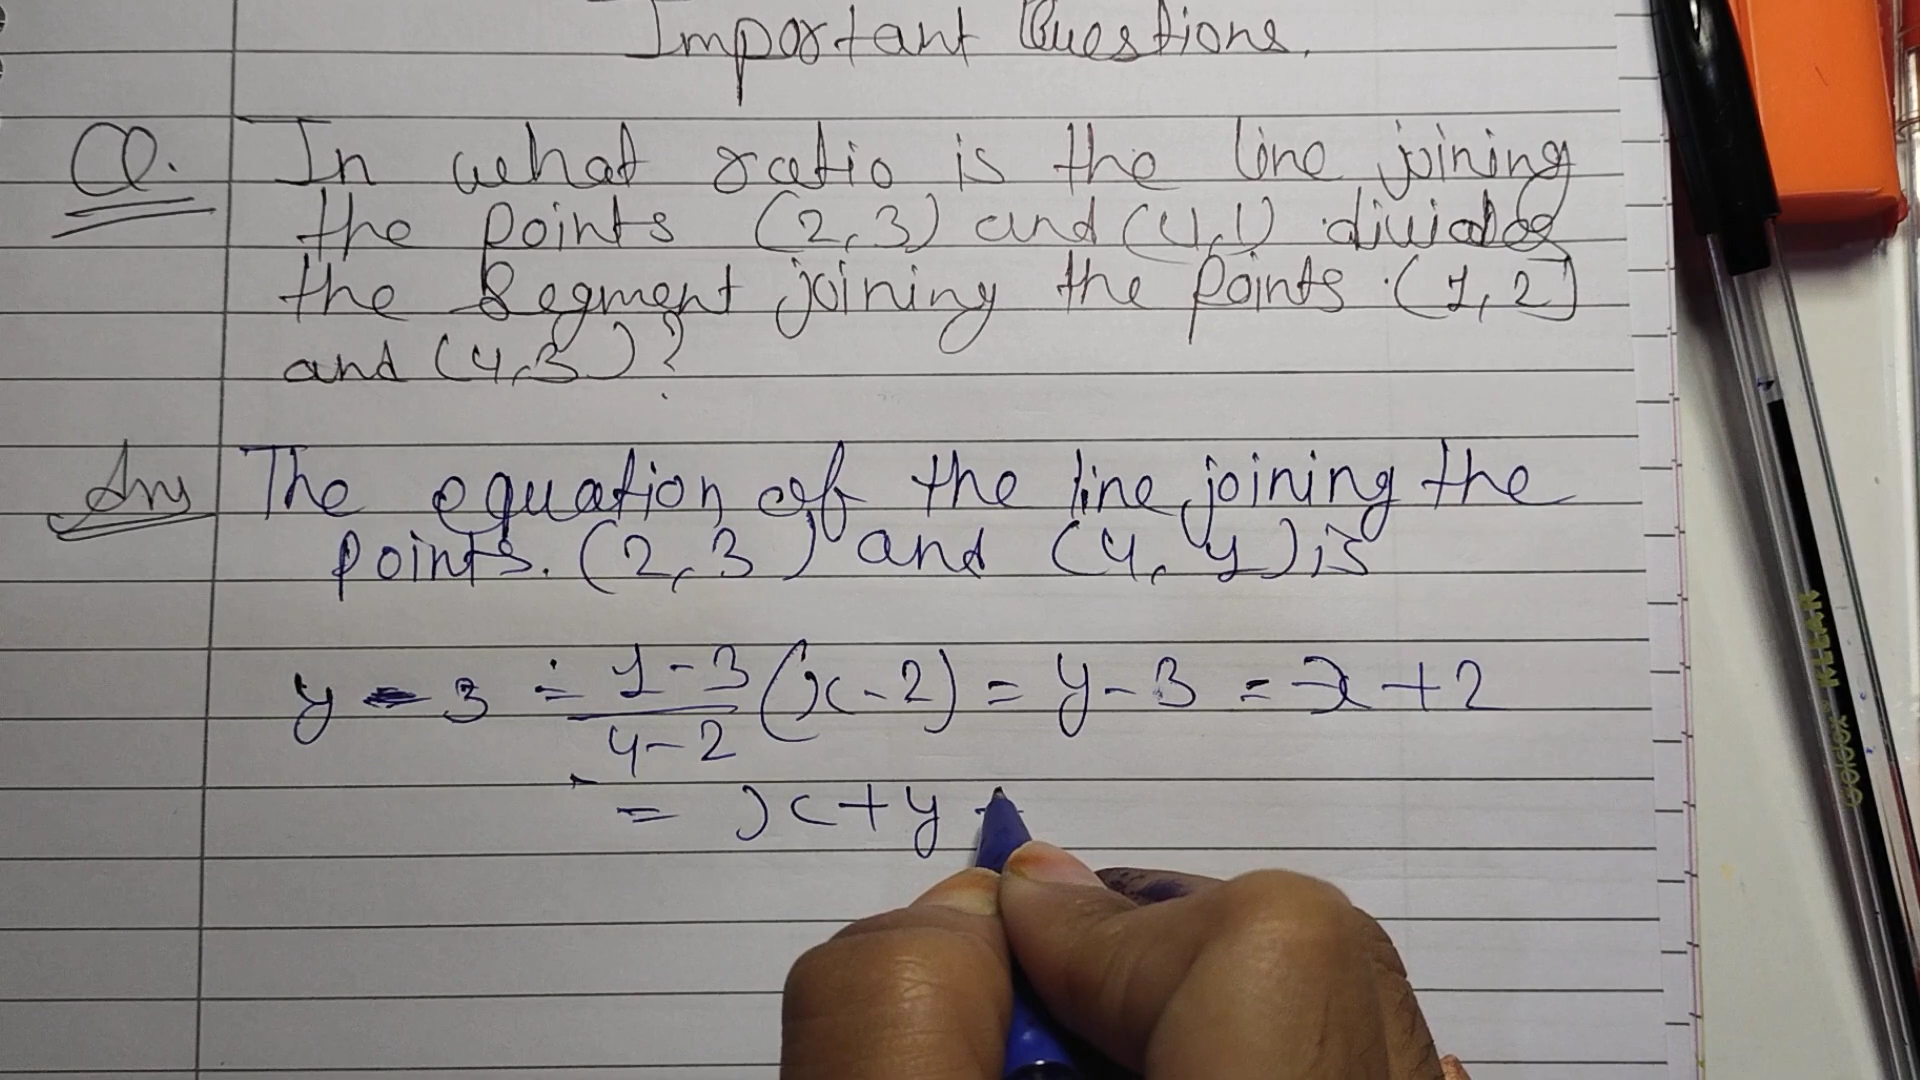 Important Questions.
Q. In what ratio is the line joining
the points (2,3) and (4,1) divides
the segment joining the points (1,2)
and (4,3)?
Ans The equation of the line joining the
points. (2,3) and (4,1) is
y - 3 = 1-3/4-2 (x-2) = y-3 = -x+2
= x+y